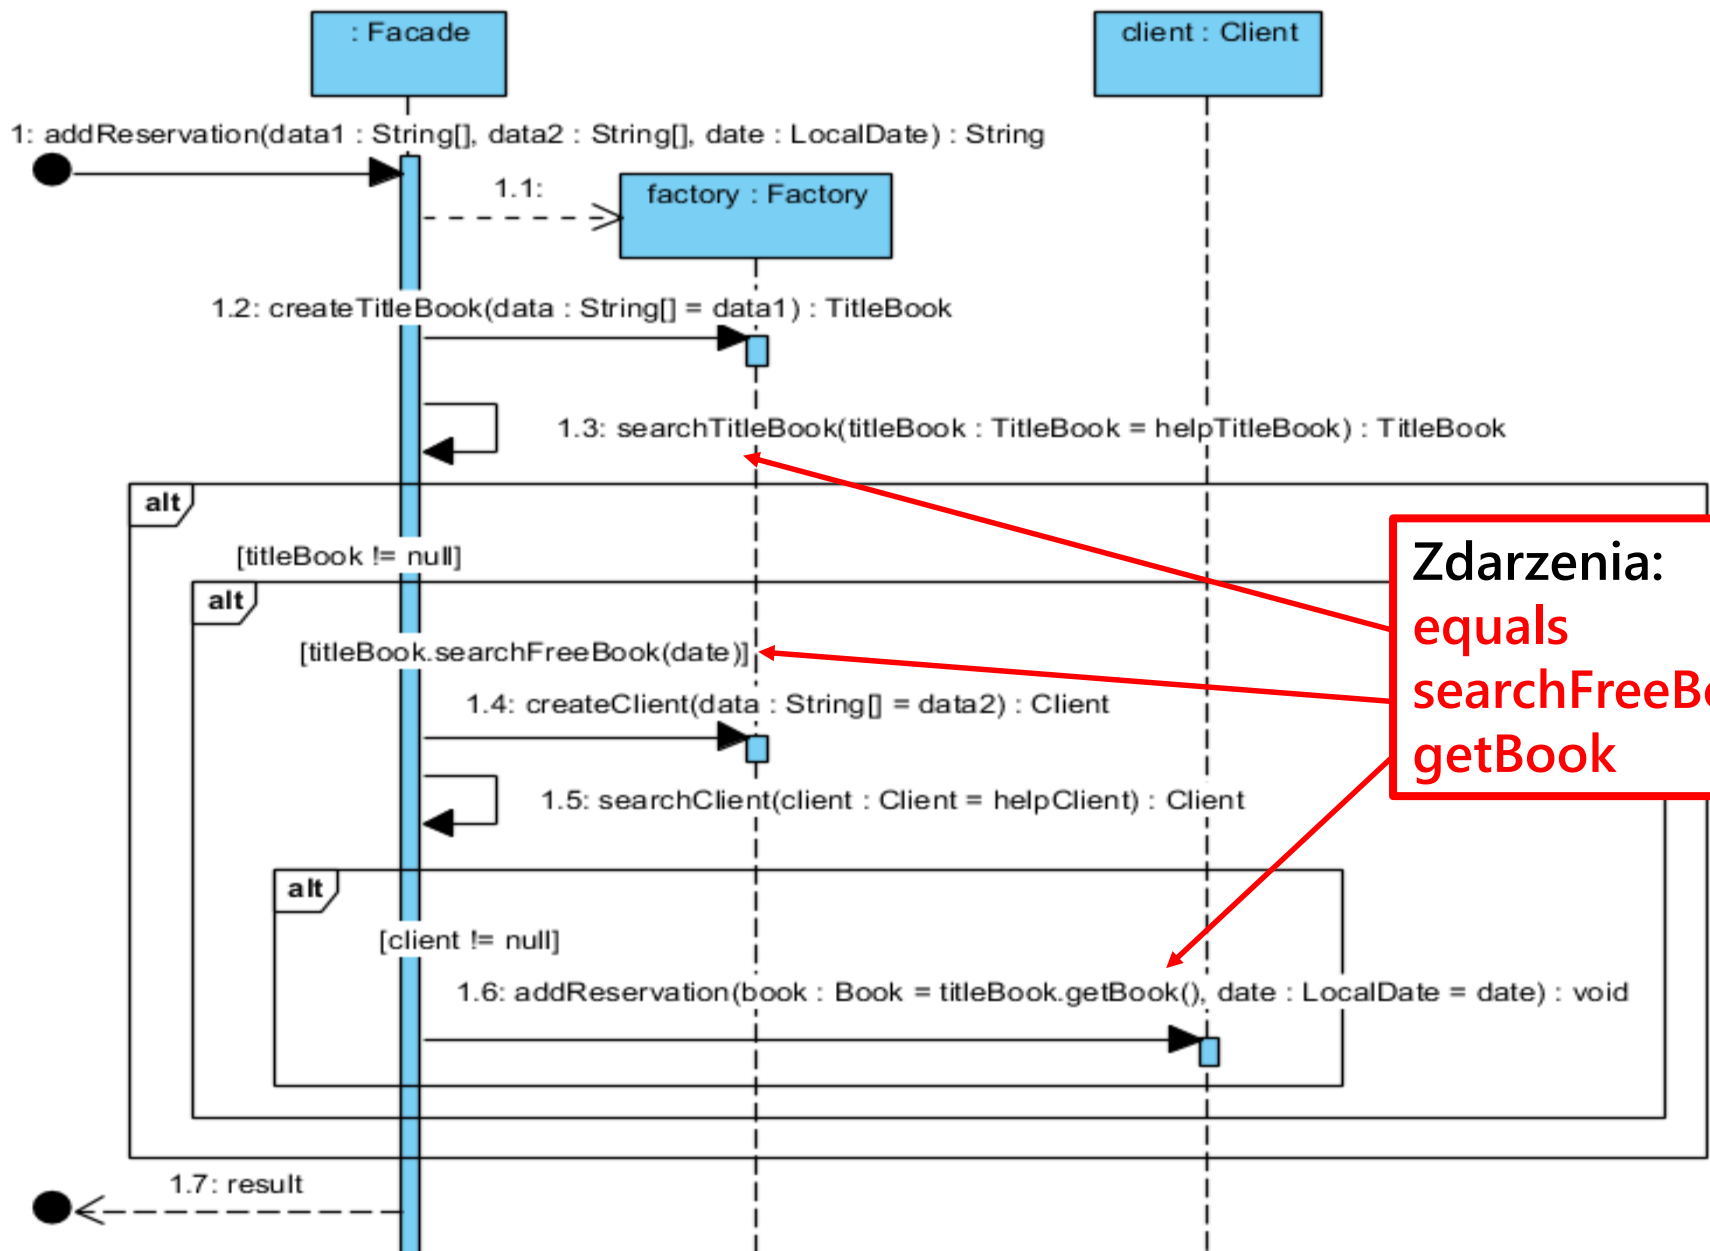 : Facade
client : Client
1: addReservation(data1 : String[], data2 : String[], date : LocalDate) : String
1.1:
factory : Factory
1.2: createTitleBook(data : String[] = data1) : TitleBook
1.3: searchTitleBook(titleBook : TitleBook = helpTitleBook) : TitleBook
alt
[titleBook != null]
Zdarzenia:
equals
getBook
alt
[titleBook.searchFreeBook(date)]
1.4: createClient(data : String[] = data2) : Client
1.5: searchClient(client : Client = helpClient) : Client
alt
[client != null]
1.6: addReservation(book : Book = titleBook.getBook(), date : LocalDate = date) : void
1.7: result